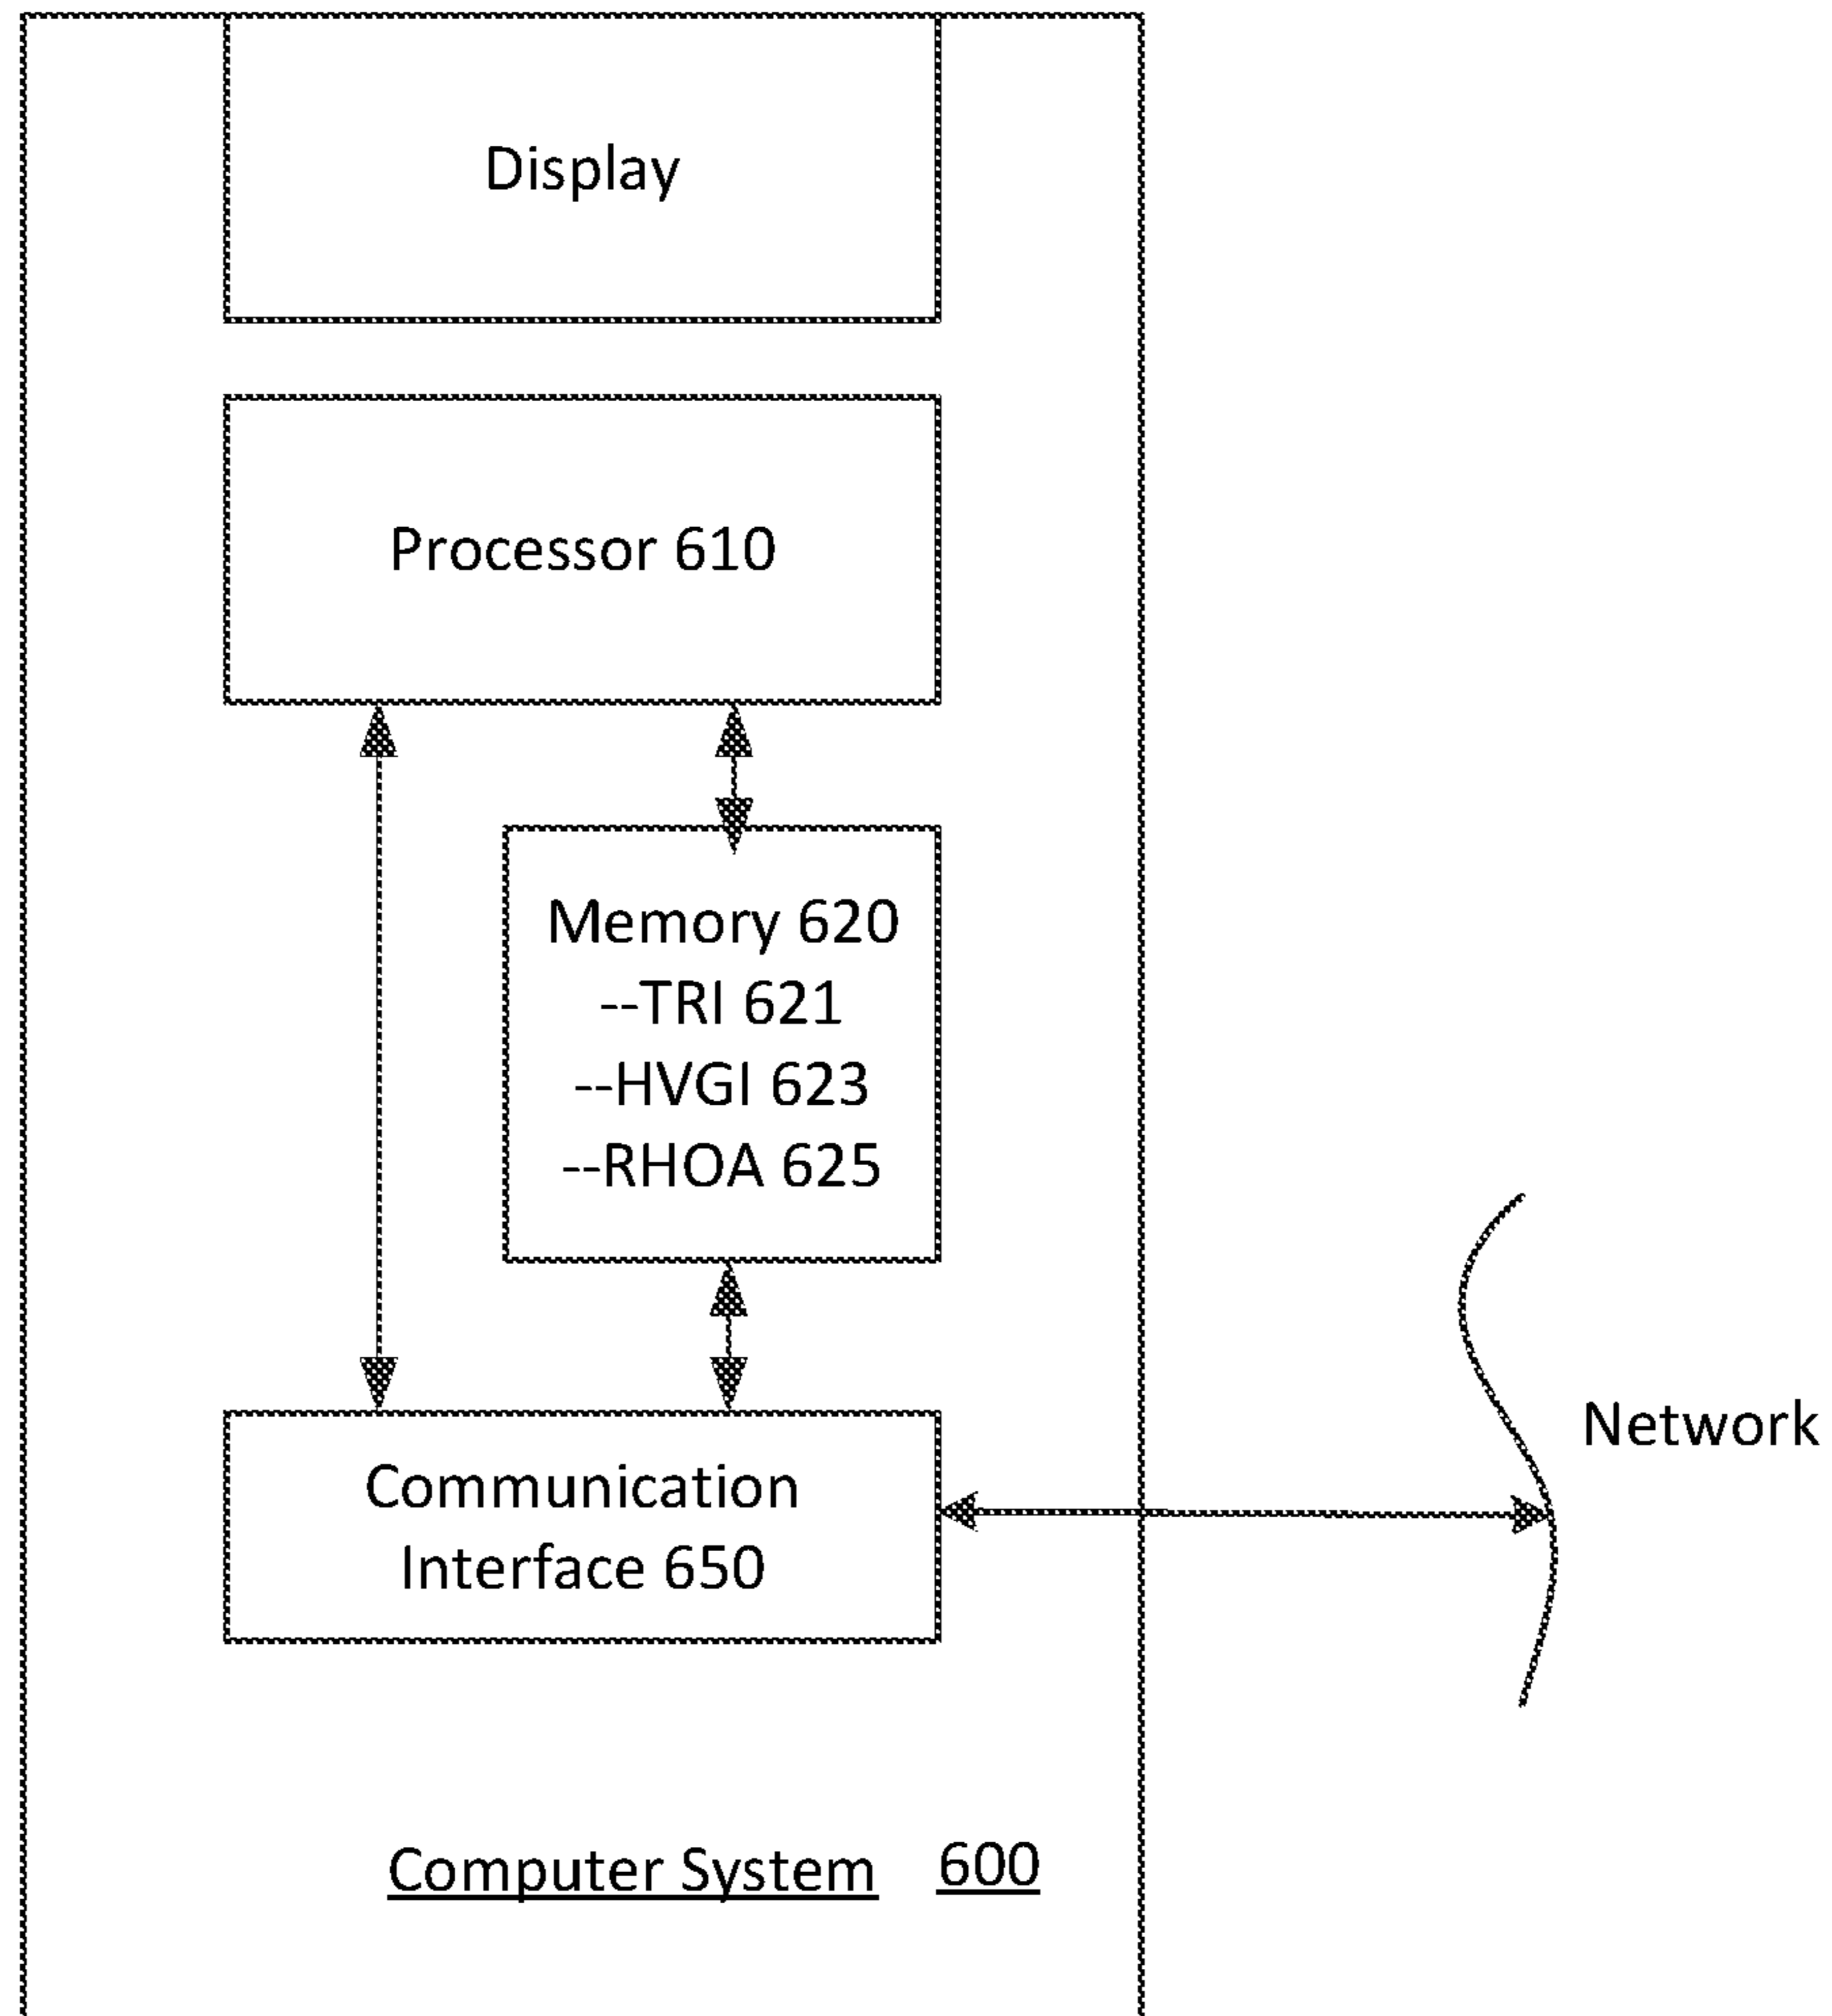 Display
Processor 610
Memory 620
--TRI 621
--HVGI 623
--RHOA 625
Network
Communication
Interface 650
Computer System 600